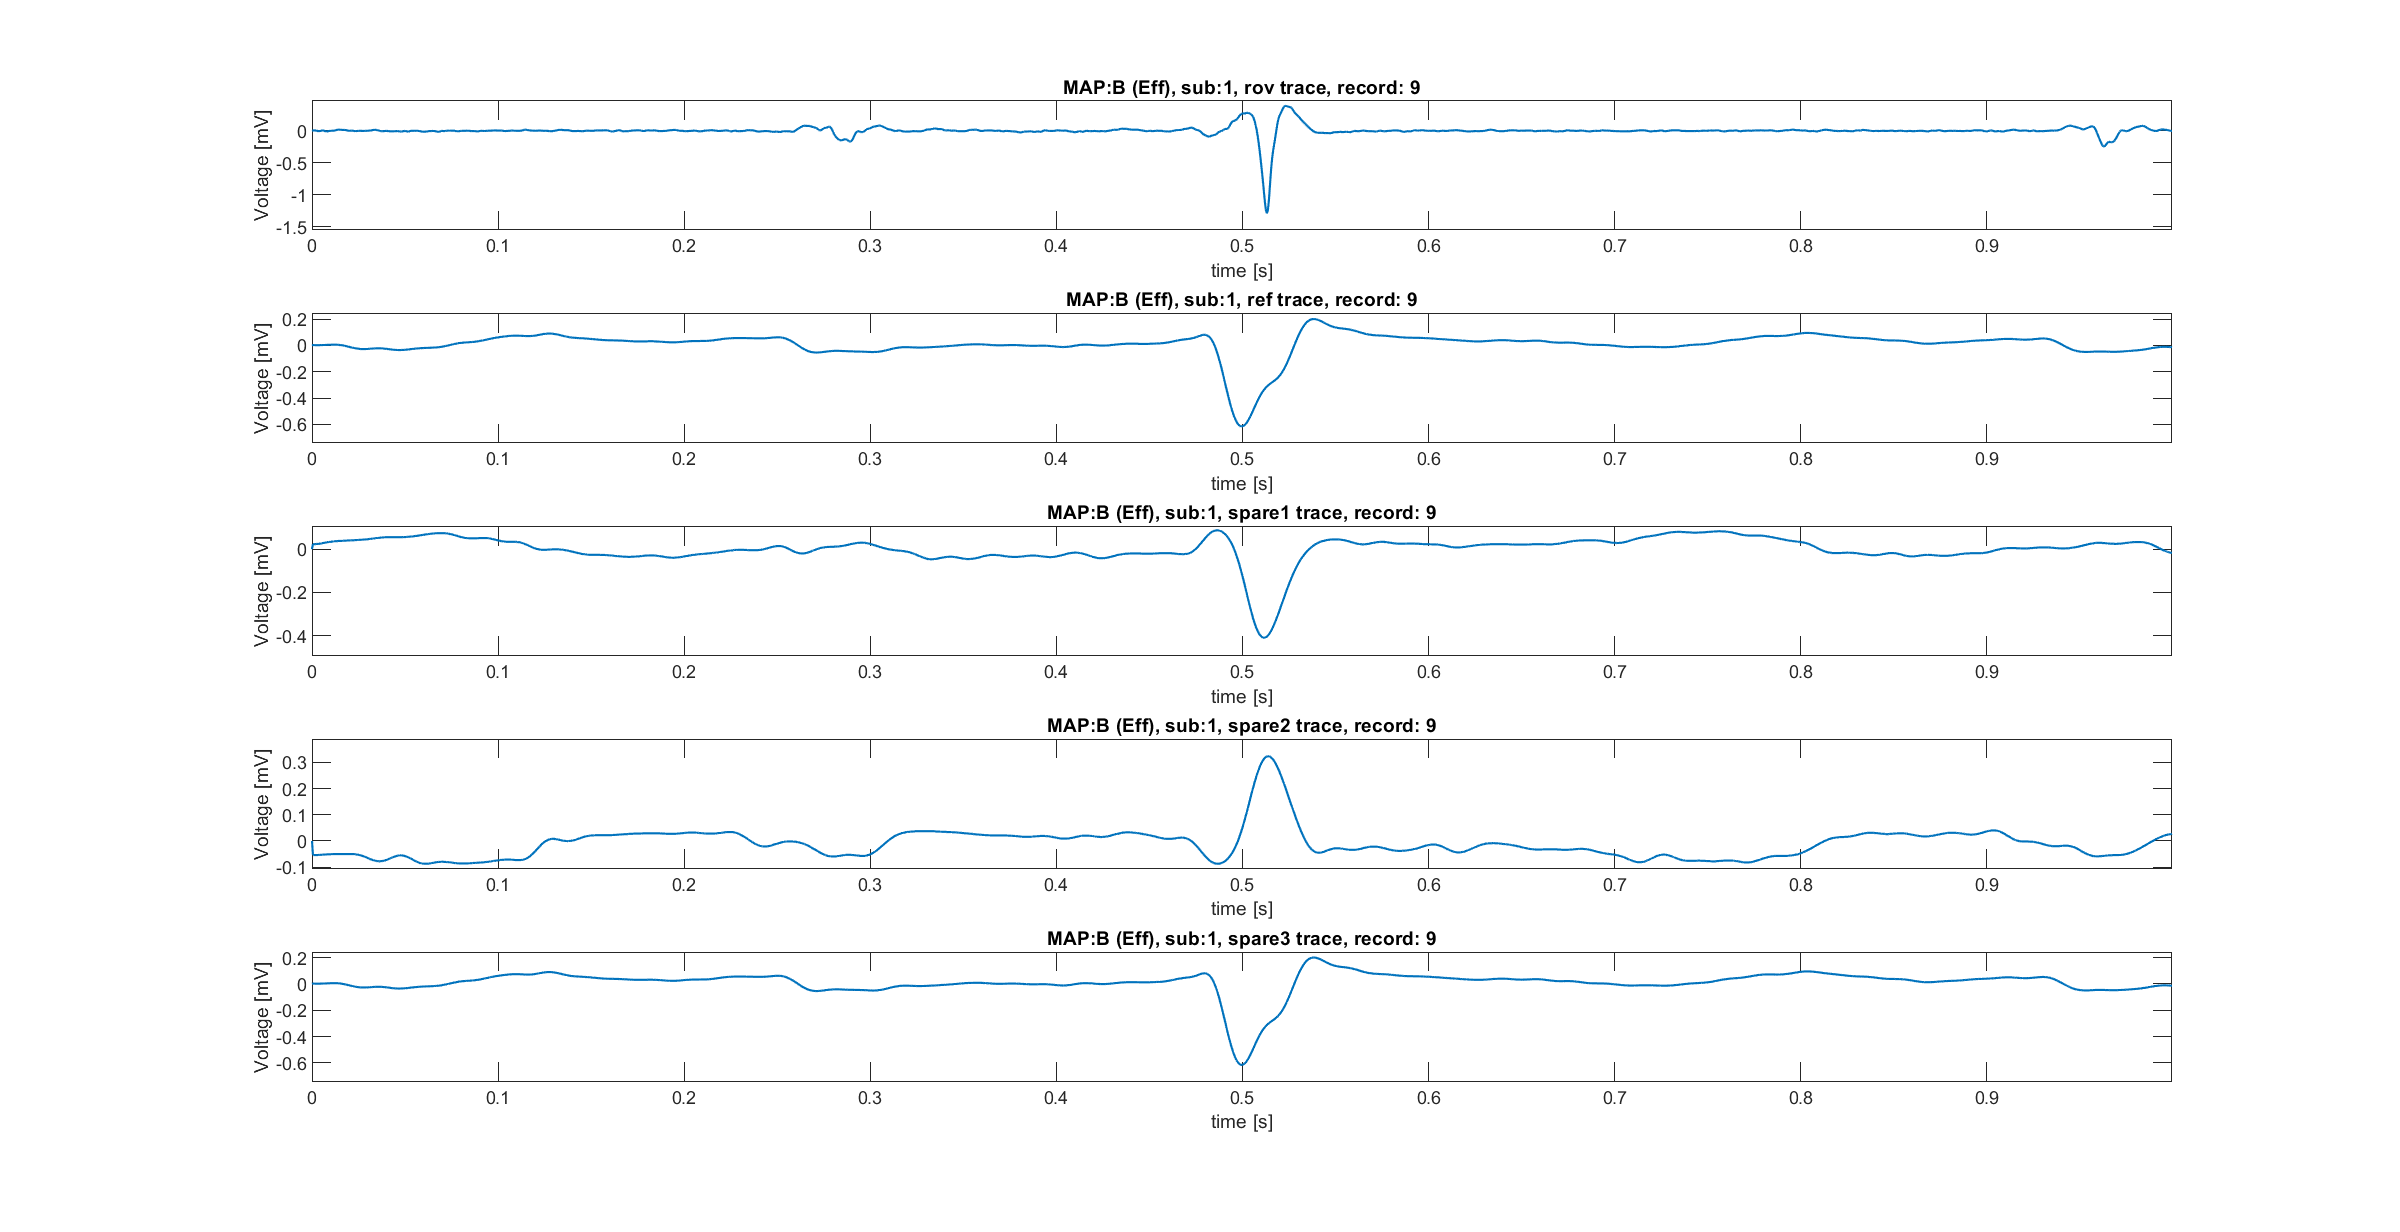 MAP:B (Eff), sub:1, rov trace, record: 9
Voltage [mV]
0
-0.5
-1
-1.5
0 0.1 0.2 0.3 0.4 0.5 0.6 0.7 0.8 0.9
time [s]
MAP:B (Eff), sub:1, ref trace, record: 9
Voltage [mV]
0.2
0
-0.2
-0.4
-0.6
0 0.1 0.2 0.3 0.4 0.5 0.6 0.7 0.8 0.9
time [s]
MAP:B (Eff), sub:1, spare1 trace, record: 9
Voltage [mV]
0
-0.2
-0.4
0 0.1 0.2 0.3 0.4 0.5 0.6 0.7 0.8 0.9
time [s]
MAP:B (Eff), sub:1, spare2 trace, record: 9
Voltage [mV]
0.3
0.2
0.1
0
-0.1
0 0.1 0.2 0.3 0.4 0.5 0.6 0.7 0.8 0.9
time [s]
MAP:B (Eff), sub:1, spare3 trace, record: 9
Voltage [mV]
0.2
0
-0.2
-0.4
-0.6
0 0.1 0.2 0.3 0.4 0.5 0.6 0.7 0.8 0.9
time [s]